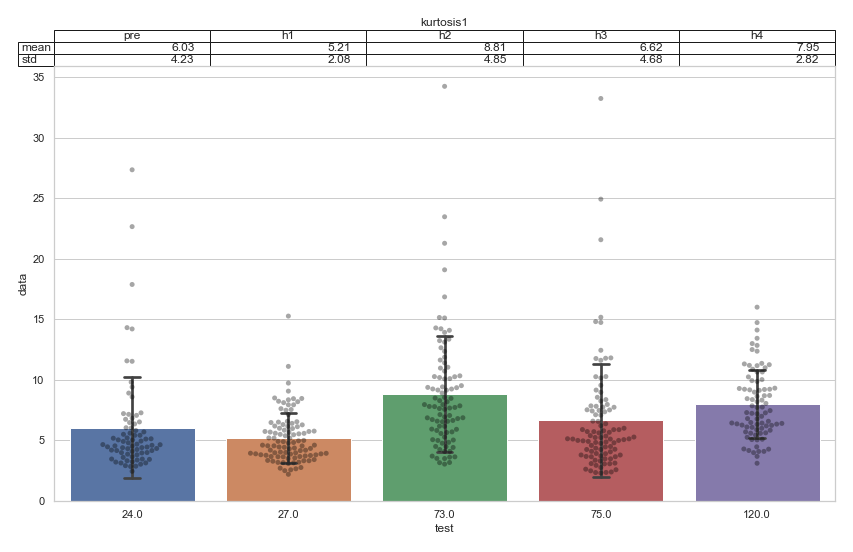 kurtosis1
pre h1 h2 h3 h4
mean 6.03 5.21 8.81 6.62 7.95
std 4.23 2.08 4.85 4.68 2.82
35
30
25
20
15
10
5
0
data
24.0 27.0 73.0 75.0 120.0
test